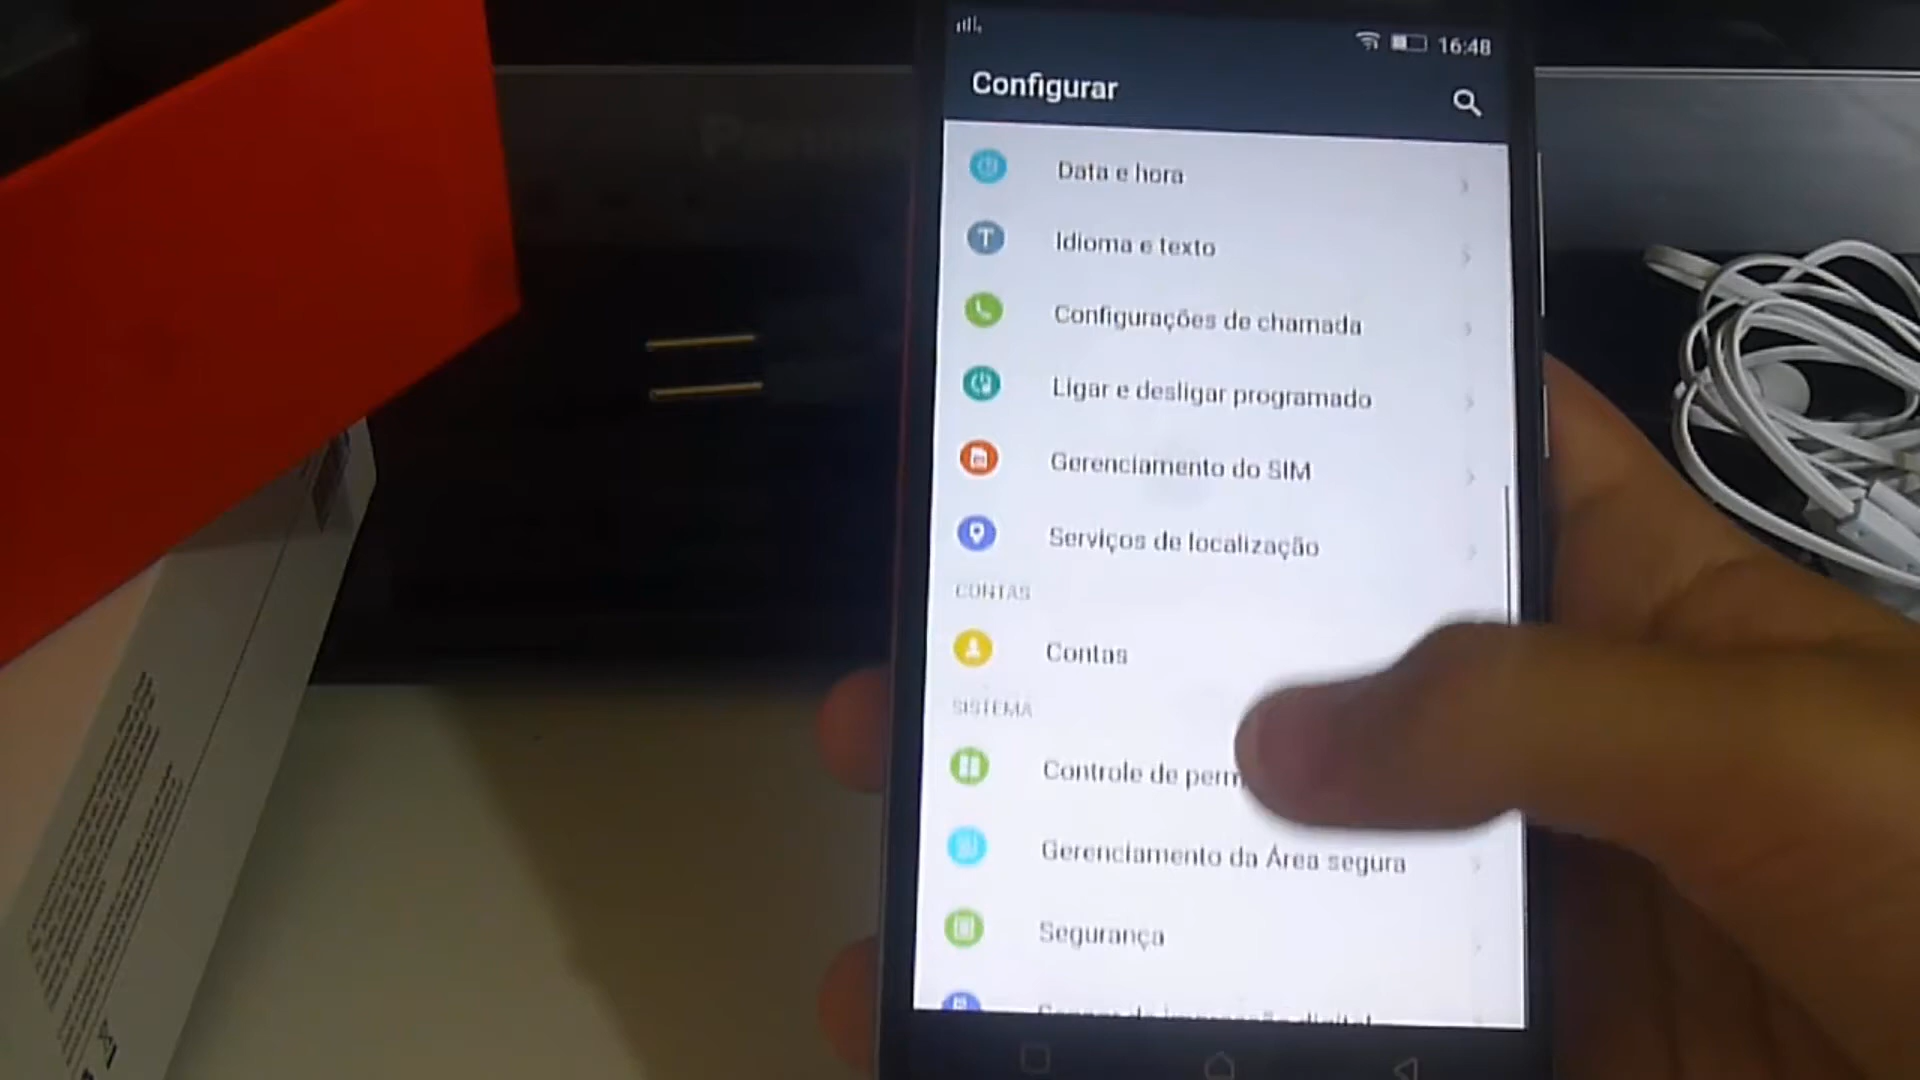 16:48
Configurar
Data e hora
Idioma e texto
Configurações de chamada
Ligar e desligar programado
Gerenciamento do SIM
Serviços de localização
CONTAS
Contas
SISTEMA
Controle de perm
Gerenciamento da Área segura
Segurança